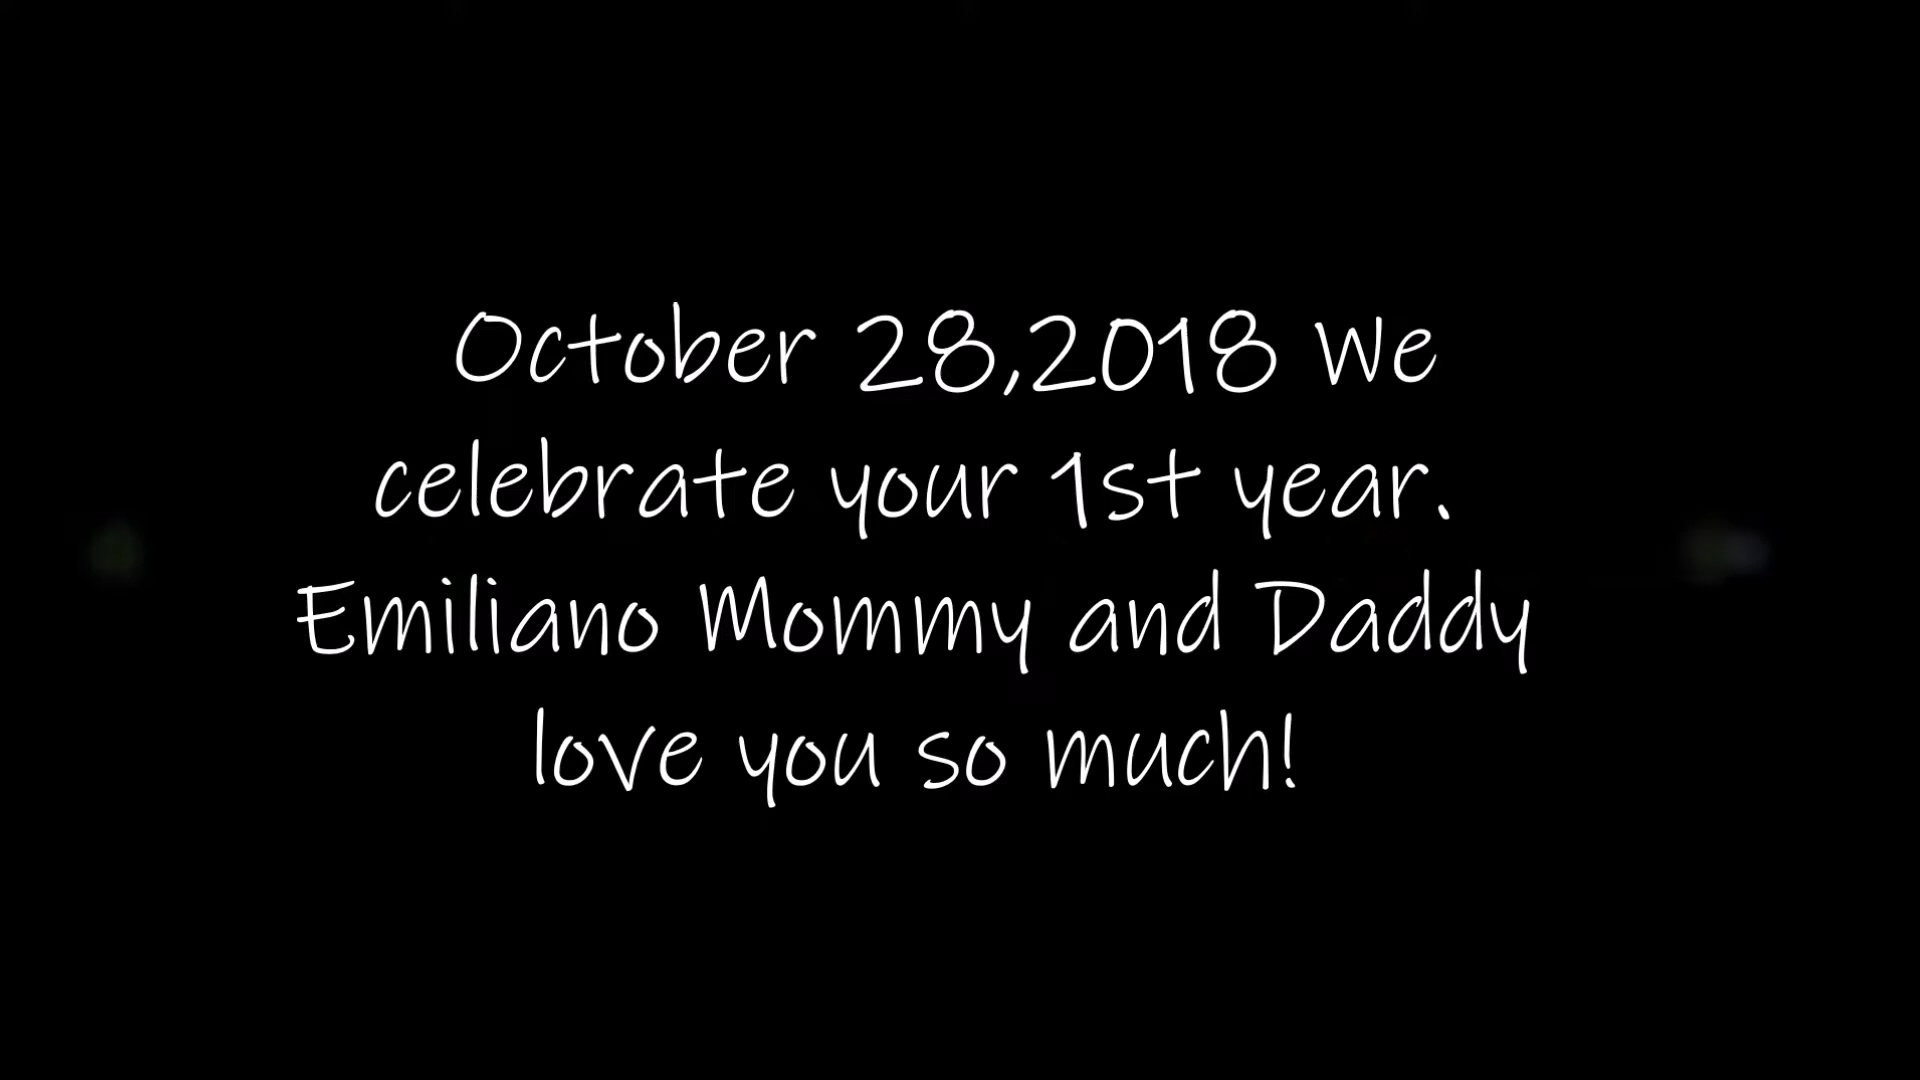 October 28,2018 We
celebrate your 1st year.
Emiliano Mommy and Daddy
love you so much!